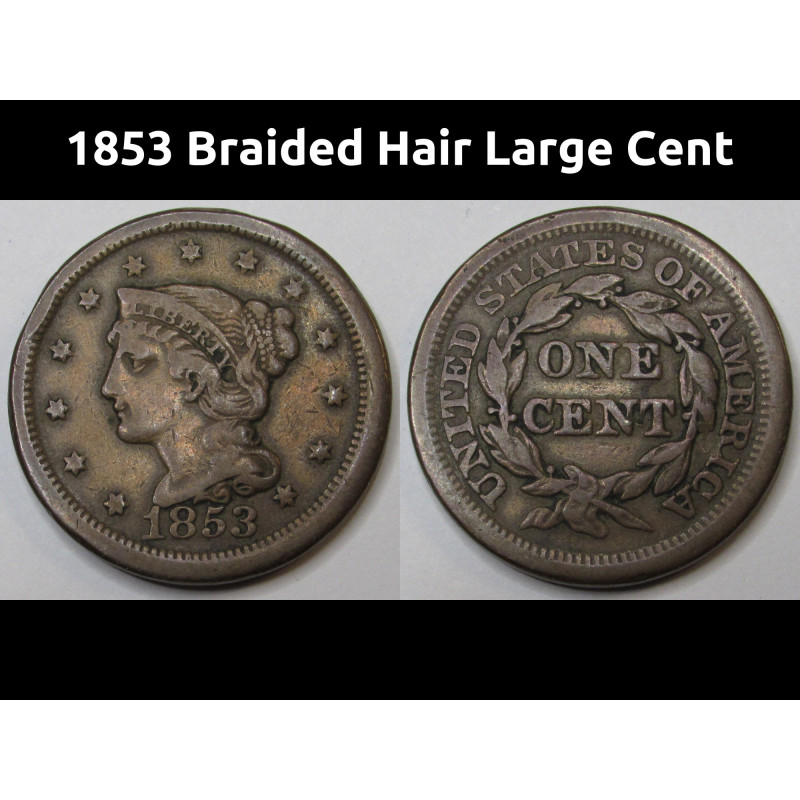 1853 Braided Hair Large Cent
LIBERTY
1853
UNITED STATES OF AMERICA
ONE
CENT